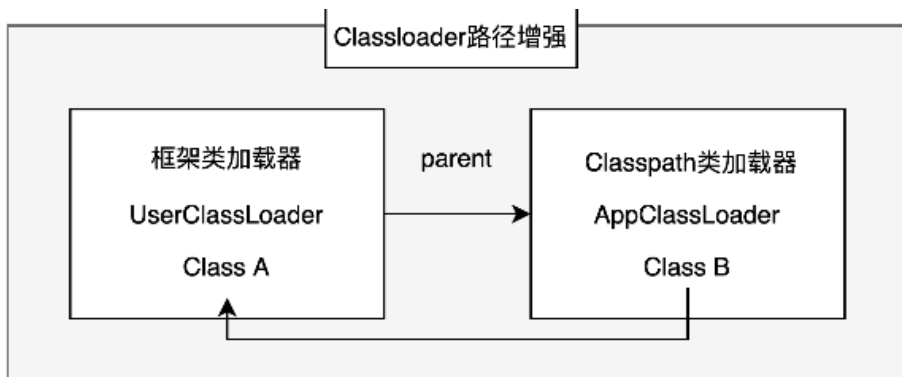 Classloader路径增强
框架类加载器
UserClassLoader
Class A
parent
Classpath类加载器
AppClassLoader
Class B